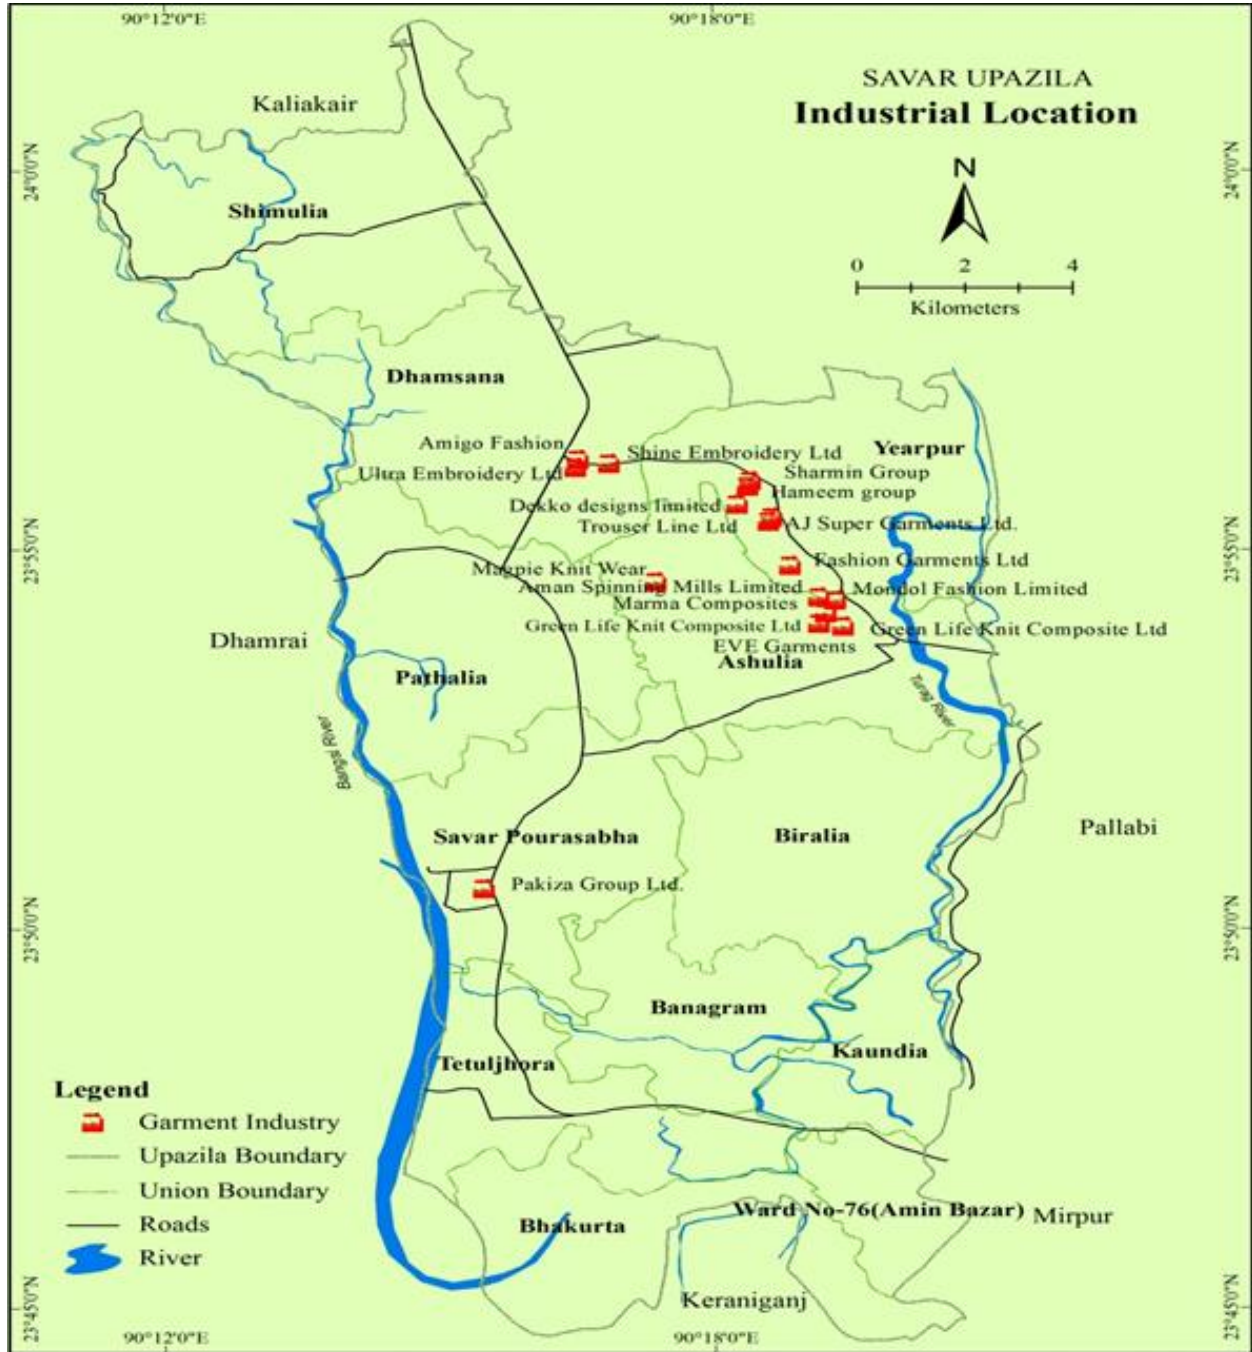 90°12'0"E
90°18'0"E
SAVAR UPAZILA
Industrial Location
Kaliakair
24°0'0"N
24°0'0"N
N
Shimulia
0 2 4
Kilometers
Dhamsana
Amigo Fashion
Shine Embroidery Ltd
Yearpur
Ultra Embroidery Ltd
Sharmin Group
Hameem group
Dekko designs limited
Trouser Line Ltd
AJ Super Garments Ltd.
23°55'0"N
23°55'0"N
Magpie Knit Wear
Fashion Garments Ltd
Aman Spinning Mills Limited
Mondol Fashion Limited
Marma Composites
Green Life Knit Composite Ltd
Green Life Knit Composite Ltd
EVE Garments
Dhamrai
Ashulia
Pathalia
Turag River
Bangsi River
Savar Pourasabha
Biralia
Pallabi
Pakiza Group Ltd.
23°50'0"N
23°50'0"N
Banagram
Kaundia
Tetuljhora
Legend
Garment Industry
Upazila Boundary
Union Boundary
Roads
River
Bhakurta
Ward No-76(Amin Bazar)
Mirpur
Keraniganj
23°45'0"N
23°45'0"N
90°12'0"E
90°18'0"E